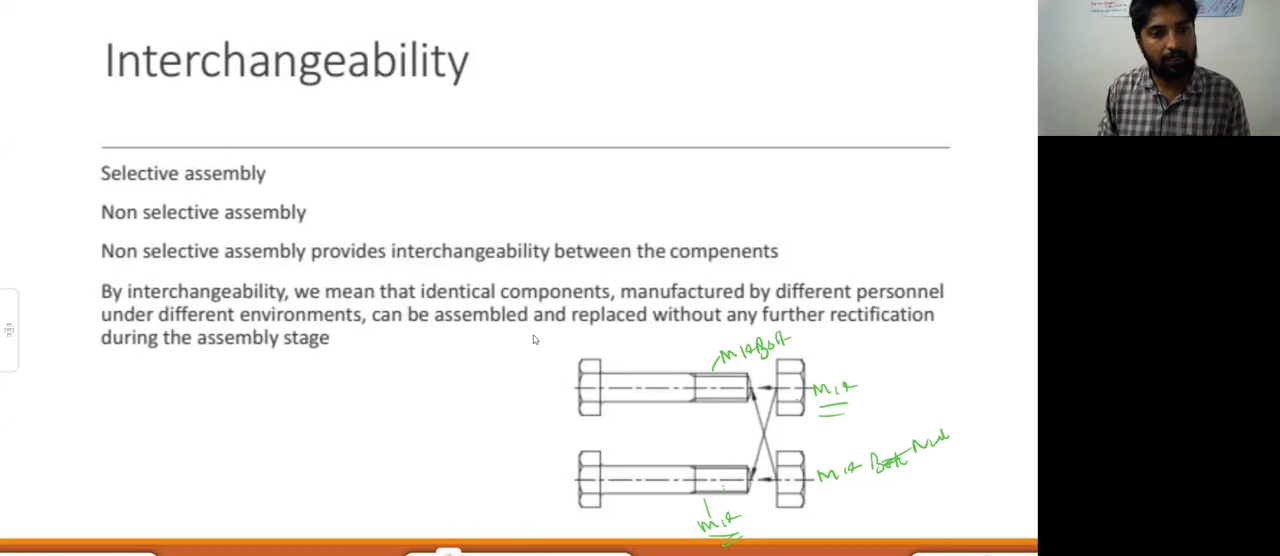 Interchangeability
Selective assembly
Non selective assembly
Non selective assembly provides interchangeability between the compenents
By interchangeability, we mean that identical components, manufactured by different personnel
under different environments, can be assembled and replaced without any further rectification
during the assembly stage
M12 Bolt
M12
M12 Nut
M12